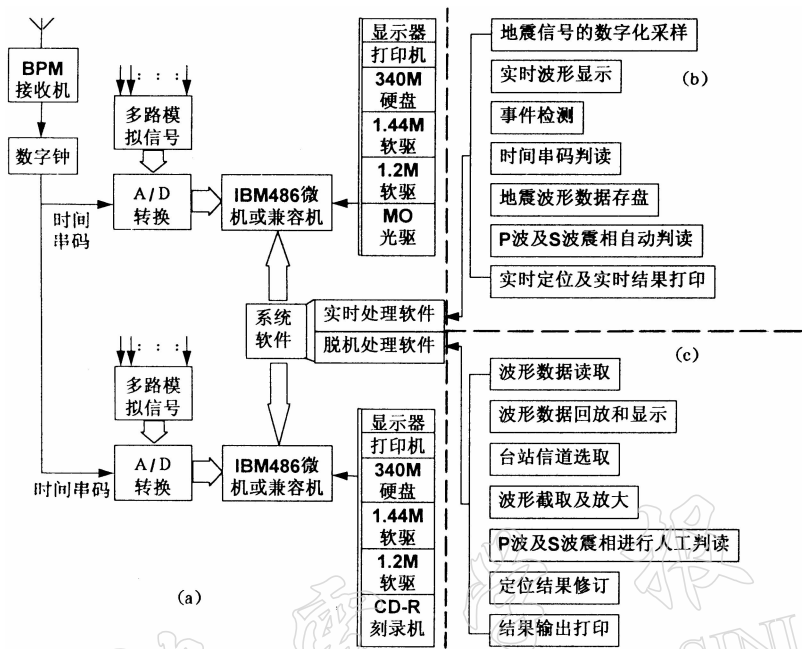 BPM
接收机
数字钟
时间
串码
多路模
拟信号
A/D
转换
IBM486微
机或兼容机
显示器
打印机
340M
硬盘
1.44M
软驱
1.2M
软驱
MO
光驱
系统
软件
实时处理软件
脱机处理软件
多路模
拟信号
时间串码
A/D
转换
IBM486微
机或兼容机
显示器
打印机
340M
硬盘
1.44M
软驱
1.2M
软驱
CD-R
刻录机
(a)
地震信号的数字化采样
实时波形显示
(b)
事件检测
时间串码判读
地震波形数据存盘
P波及S波震相自动判读
实时定位及实时结果打印
(c)
波形数据读取
波形数据回放和显示
台站信道选取
波形截取及放大
P波及S波震相进行人工判读
定位结果修订
结果输出打印
学报